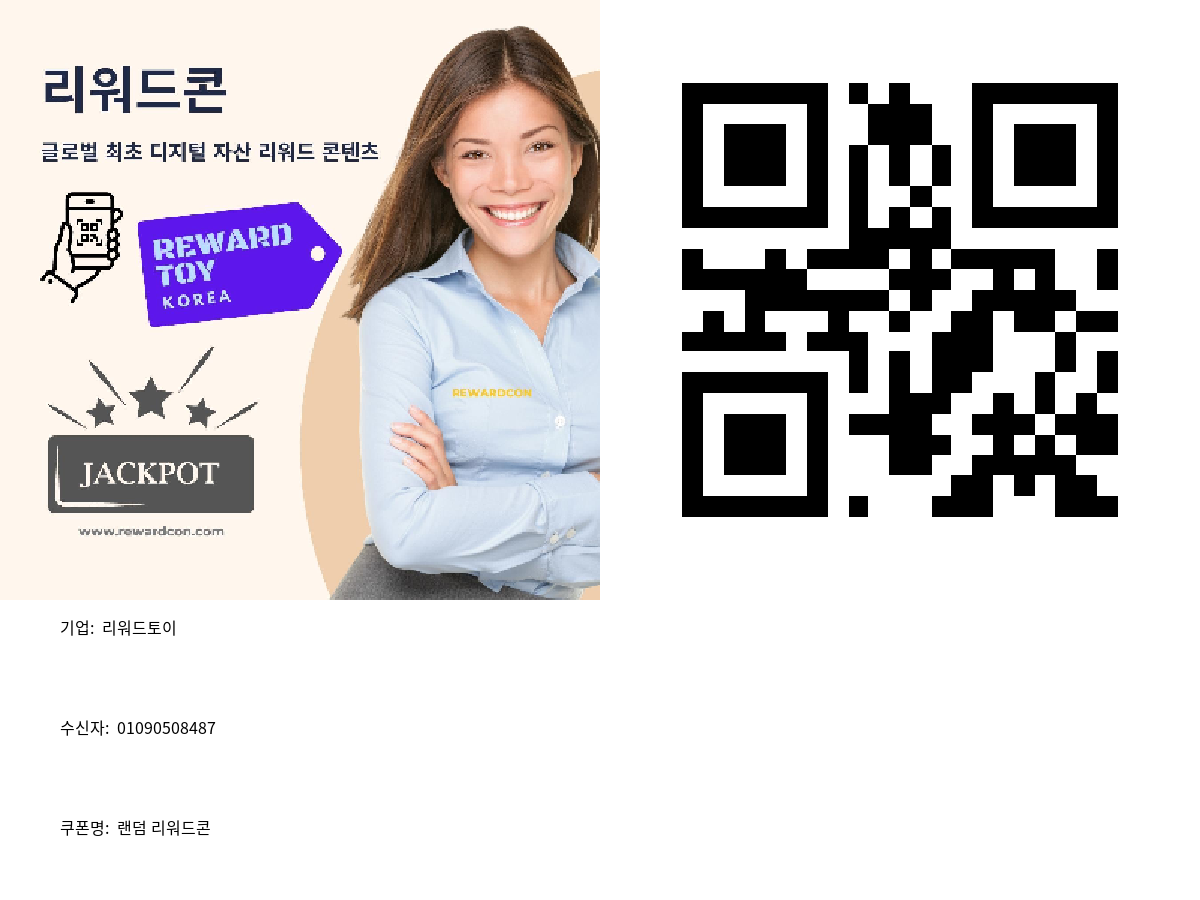 리워드콘
글로벌 최초 디지털 자산 리워드 콘텐츠
REWARD
TOY
KOREA
REWARDCON
JACKPOT
www.rewardcon.com
기업: 리워드토이
수신자: 01090508487
쿠폰명: 랜덤 리워드콘